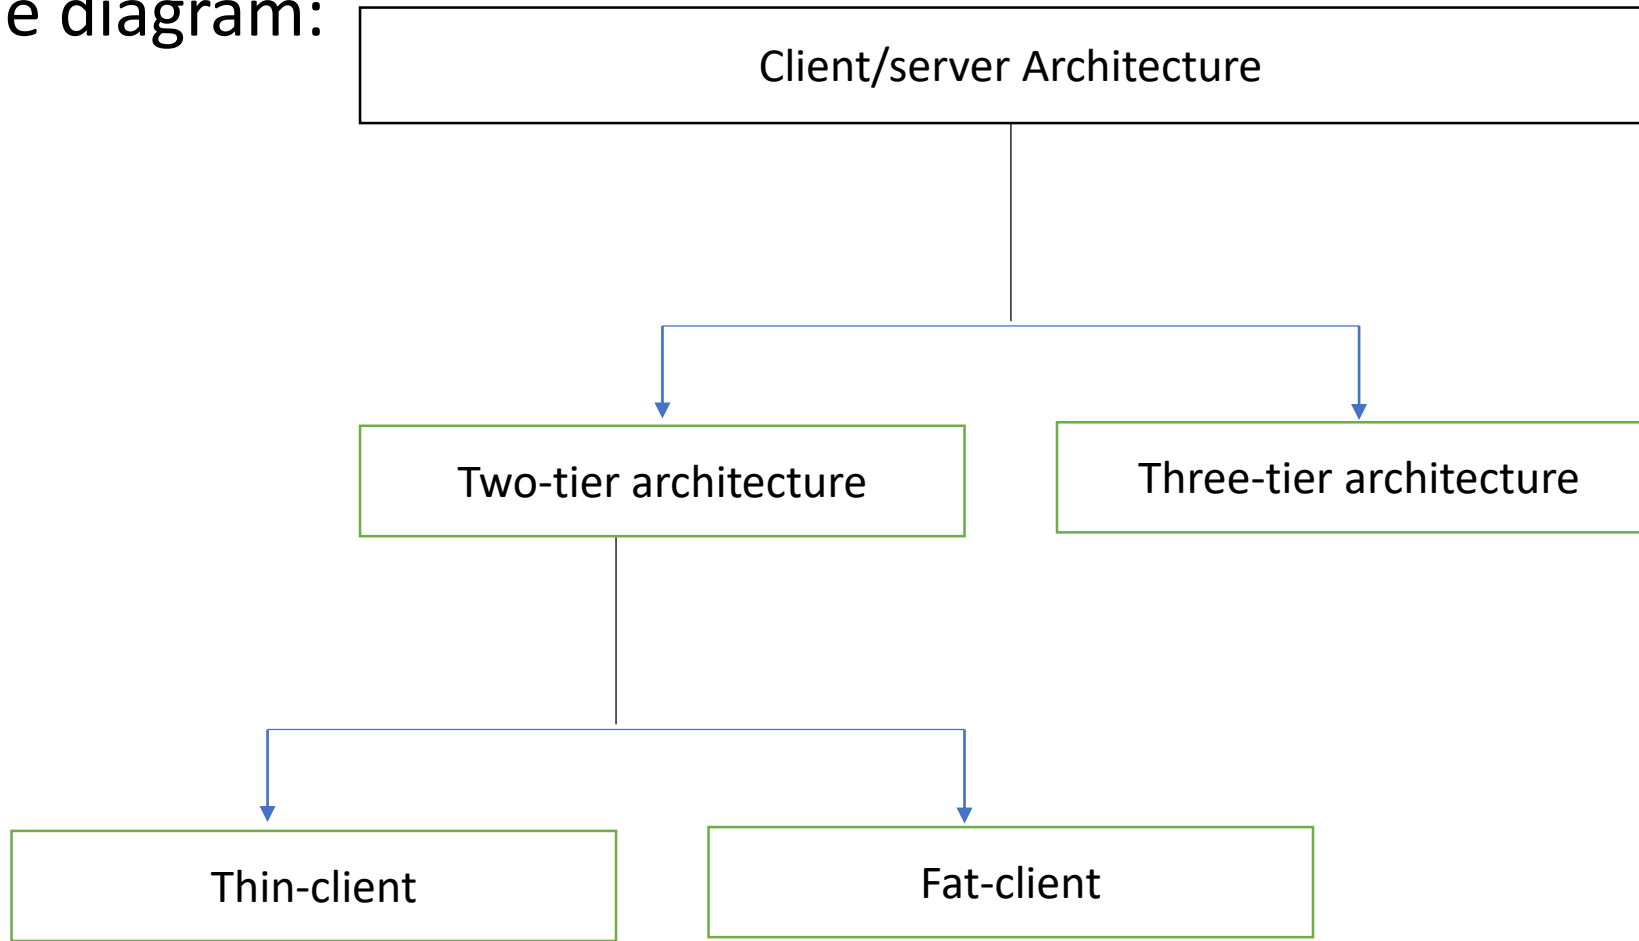 e diagram:
Client/server Architecture
Two-tier architecture
Three-tier architecture
Thin-client
Fat-client